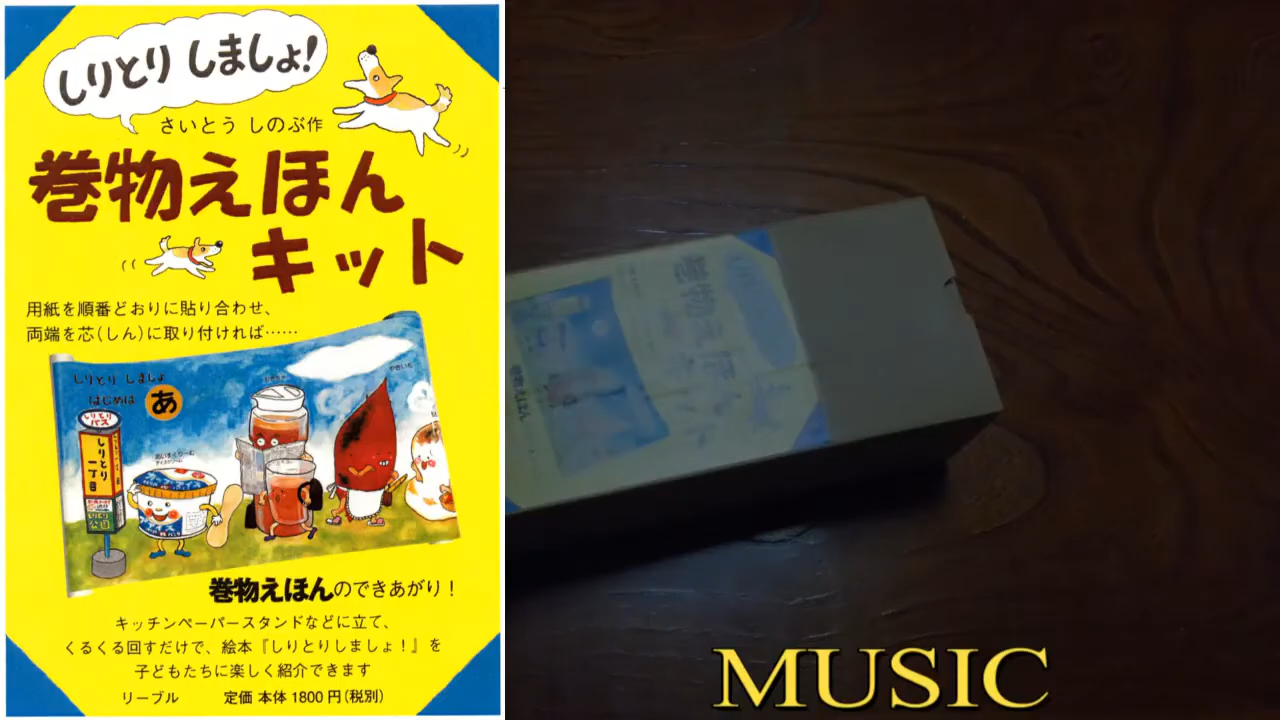 しりとり しましょ!
さいとう しのぶ作
巻物えほん
キット
用紙を順番どおりに貼り合わせ、
両端を芯(しん)に取り付ければ……
しりとり しましょ
はじめは あ
しりとり
バス
しりとり
一丁目
巻物えほんのできあがり!
キッチンペーパースタンドなどに立て、
くるくる回すだけで、絵本『しりとりしましょ!』を
子どもたちに楽しく紹介できます
リーブル 定価 本体 1800 円(税別)
巻物えほん
MUSIC